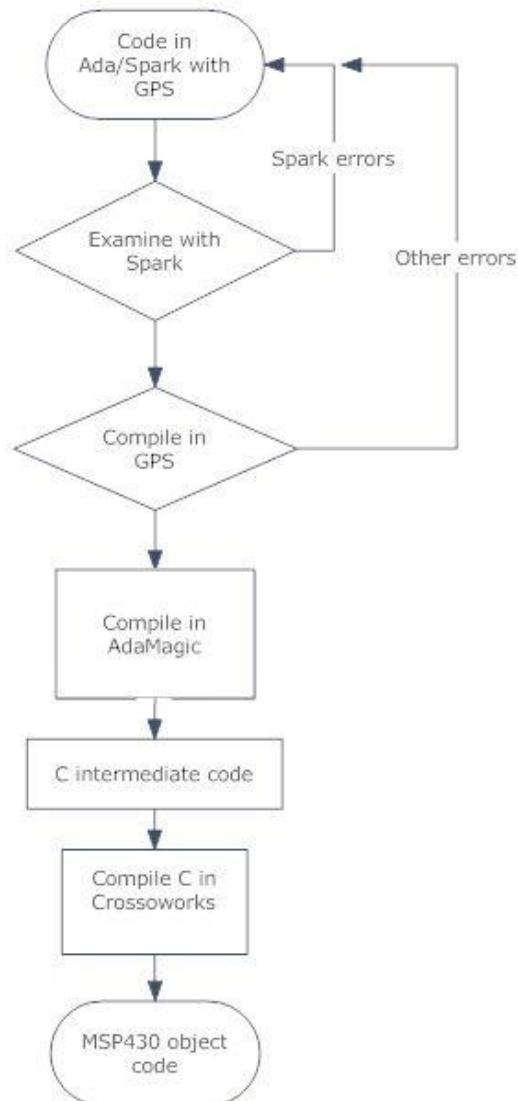 Code in
Ada/Spark with
GPS
Spark errors
Examine with
Spark
Other errors
Compile in
GPS
Compile in
AdaMagic
C intermediate code
Compile C in
Crossoworks
MSP430 object
code